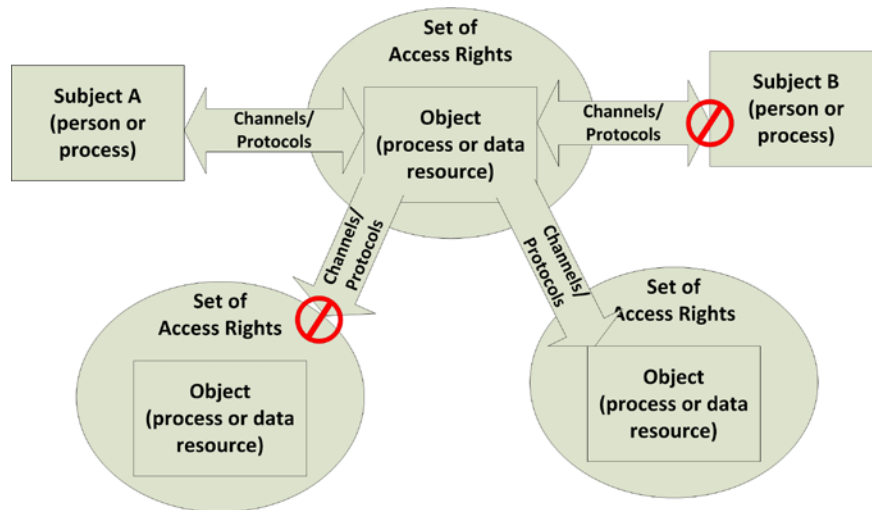 Set of
Access Rights
Subject A
(person or
process)
Channels/
Protocols
Object
(process or data
resource)
Channels/
Protocols
Subject B
(person or
process)
Channels/
Protocols
Channels/
Protocols
Set of
Access Rights
Object
(process or data
resource)
Set of
Access Rights
Object
(process or data
resource)